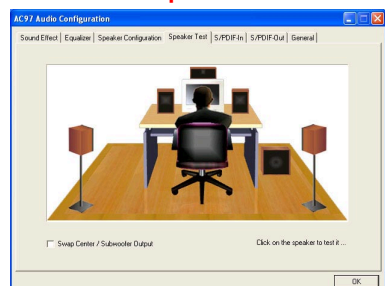 AC97 Audio Configuration
Sound Effect Equalizer Speaker Configuration Speaker Test S/PDIF-In S/PDIF-Out General
Swap Center / Subwoofer Output Click on the speaker to test it ...
OK